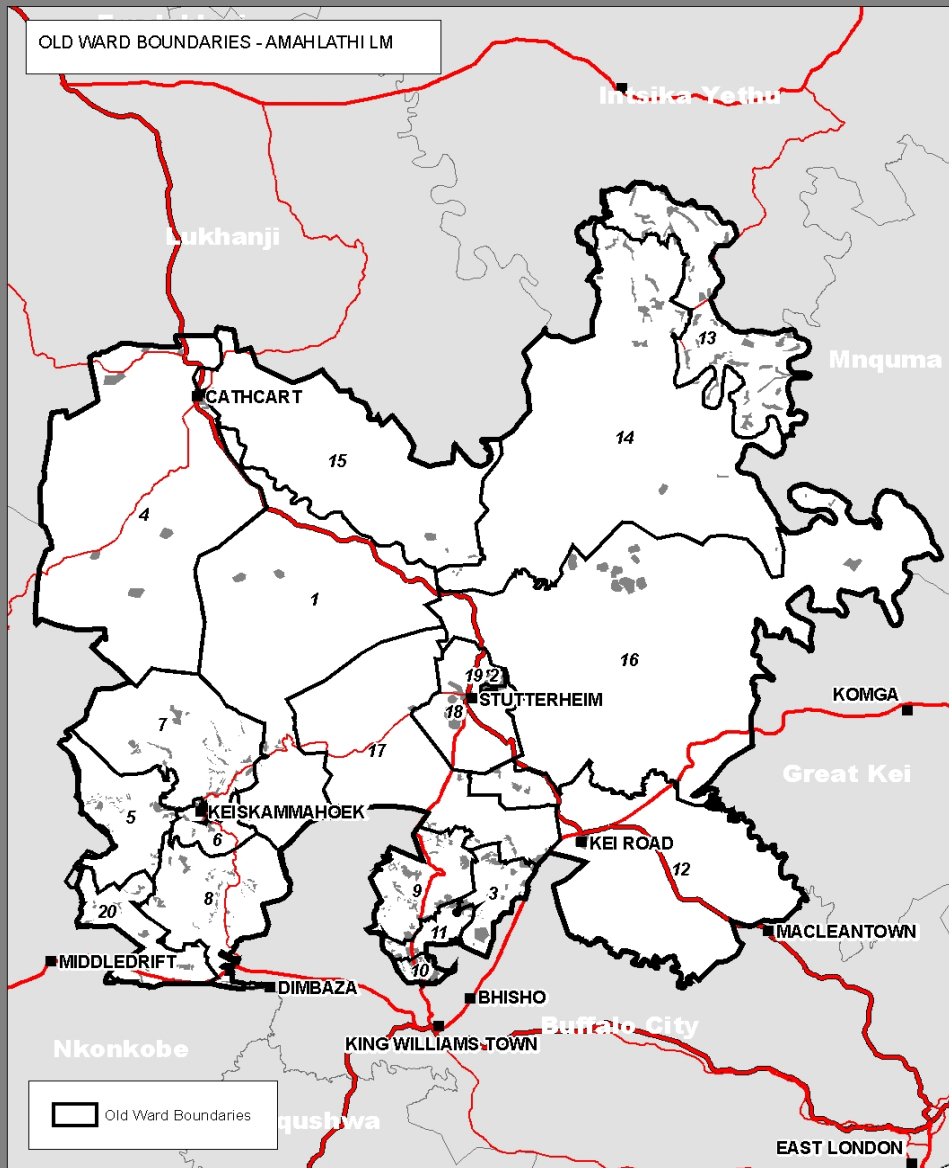 OLD WARD BOUNDARIES - AMAHLATHI LM
Intsika Yethu
Lukhanji
13
Mnquma
CATHCART
14
15
4
1
16
19
2
STUTTERHEIM
KOMGA
18
7
17
Great Kei
5
KEISKAMMAHOEK
6
KEI ROAD
12
9
3
8
20
11
MACLEANTOWN
MIDDLEDRIFT
10
DIMBAZA
BHISHO
Buffalo City
KING WILLIAMS-TOWN
Nkonkobe
Old Ward Boundaries
qushwa
EAST LONDON